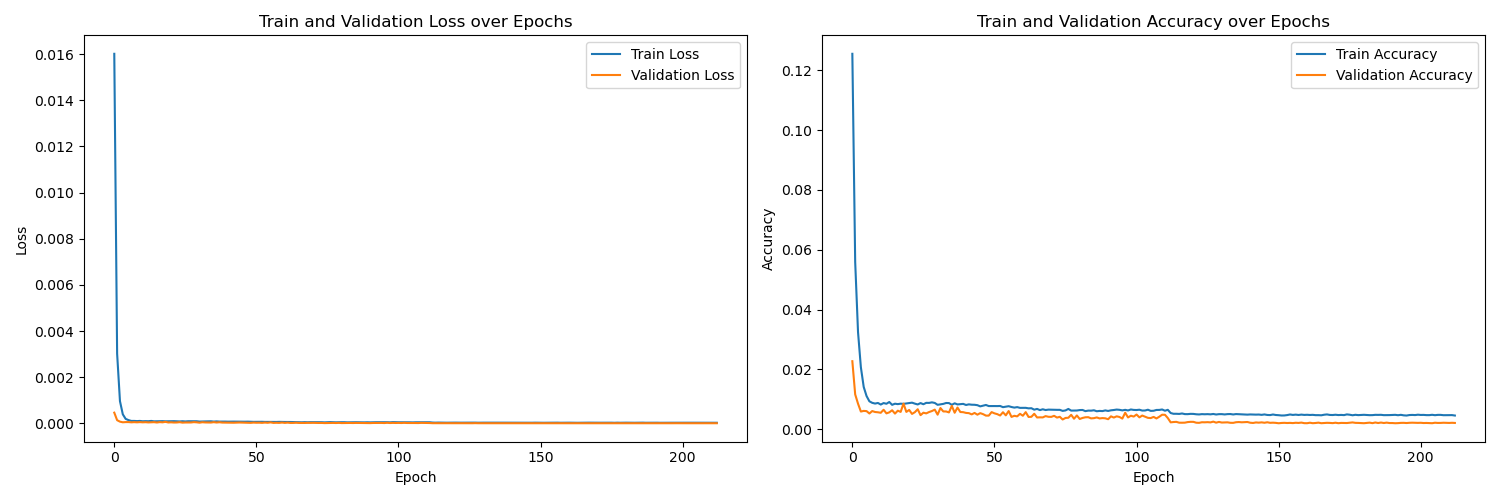 Train and Validation Loss over Epochs
0.016
0.014
0.012
0.010
0.008
0.006
0.004
0.002
0.000
Loss
0
50
100
150
200
Epoch
Train Loss
Validation Loss
Train and Validation Accuracy over Epochs
0.12
0.10
0.08
0.06
0.04
0.02
0.00
Accuracy
0
50
100
150
200
Epoch
Train Accuracy
Validation Accuracy